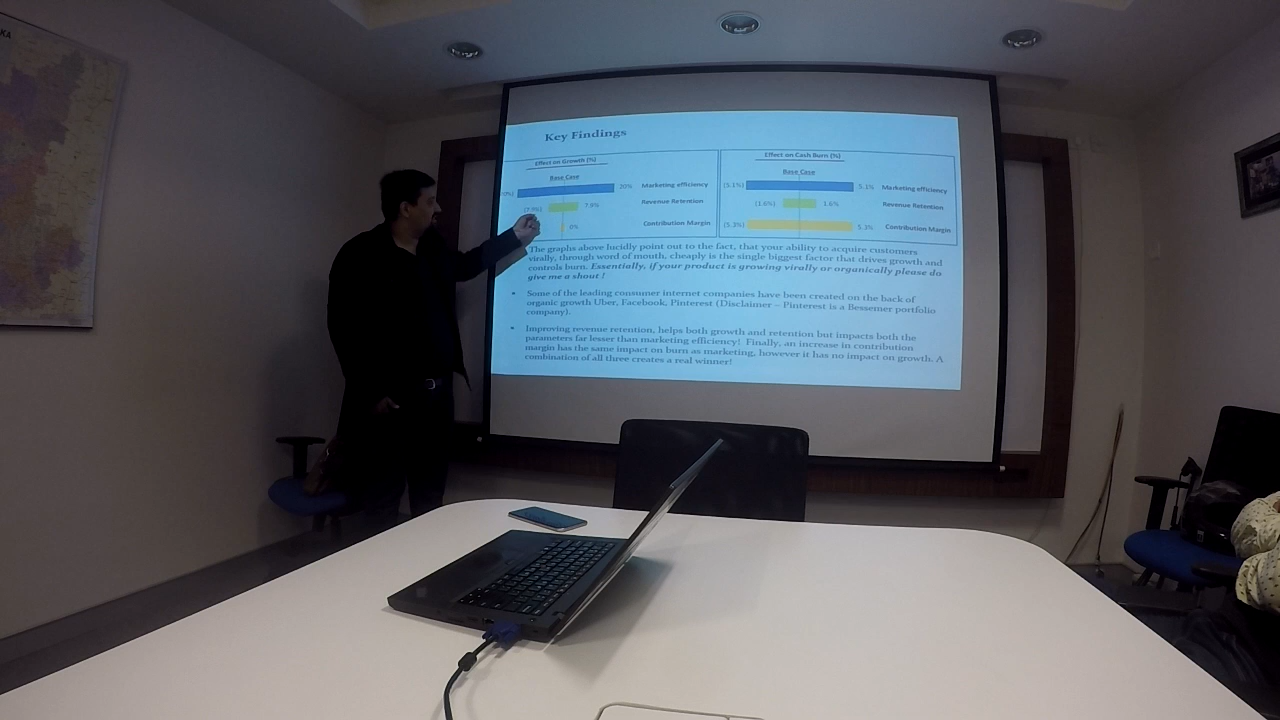 KA
Key Findings
Effect on Growth (%)
Base Case
20% Marketing efficiency
(7.9%) 7.9% Revenue Retention
0% Contribution Margin
Effect on Cash Burn (%)
Base Case
(5.1%) 5.1% Marketing efficiency
(1.6%) 1.6% Revenue Retention
(5.3%) 5.3% Contribution Margin
The graphs above lucidly point out to the fact, that your ability to acquire customers
virally, through word of mouth, cheaply is the single biggest factor that drives growth and
controls burn. Essentially, if your product is growing virally or organically please do
give me a shout !
Some of the leading consumer internet companies have been created on the back of
organic growth Uber, Facebook, Pinterest (Disclaimer – Pinterest is a Bessemer portfolio
company).
Improving revenue retention, helps both growth and retention but impacts both the
parameters far lesser than marketing efficiency! Finally, an increase in contribution
margin has the same impact on burn as marketing, however it has no impact on growth. A
combination of all three creates a real winner!